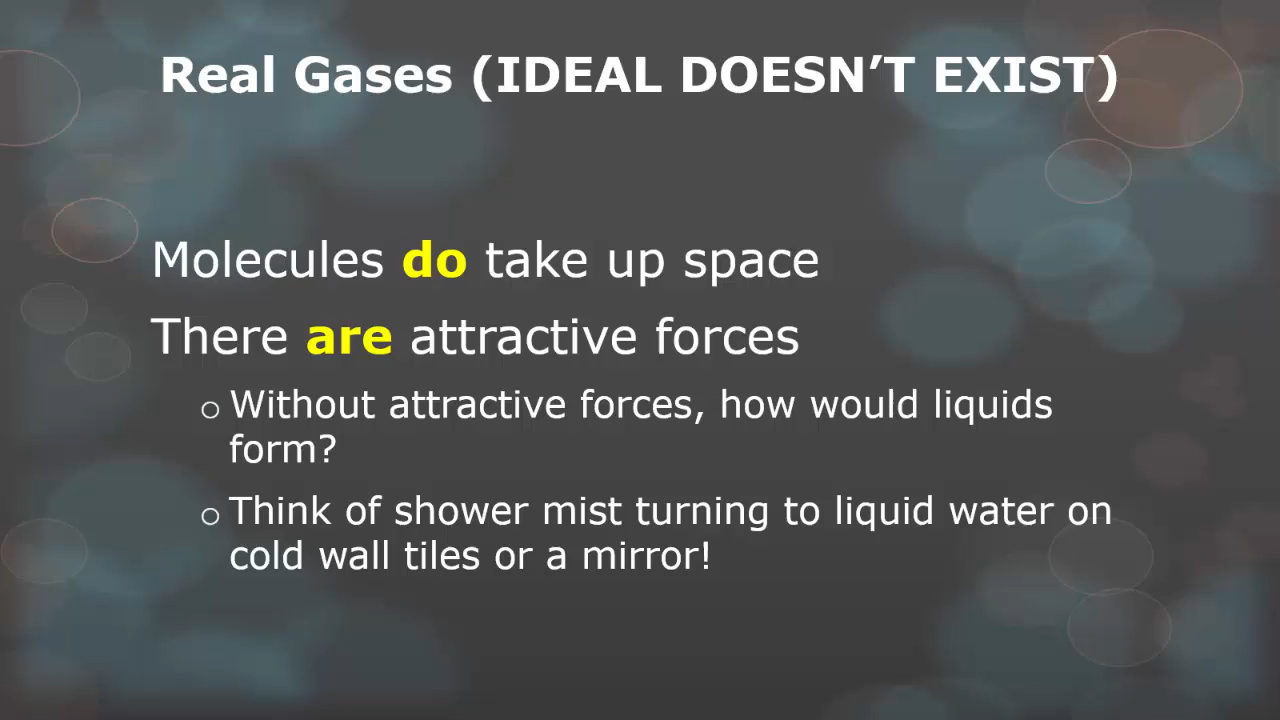 Real Gases (IDEAL DOESN’T EXIST)
Molecules do take up space
There are attractive forces
o Without attractive forces, how would liquids
form?
o Think of shower mist turning to liquid water on
cold wall tiles or a mirror!